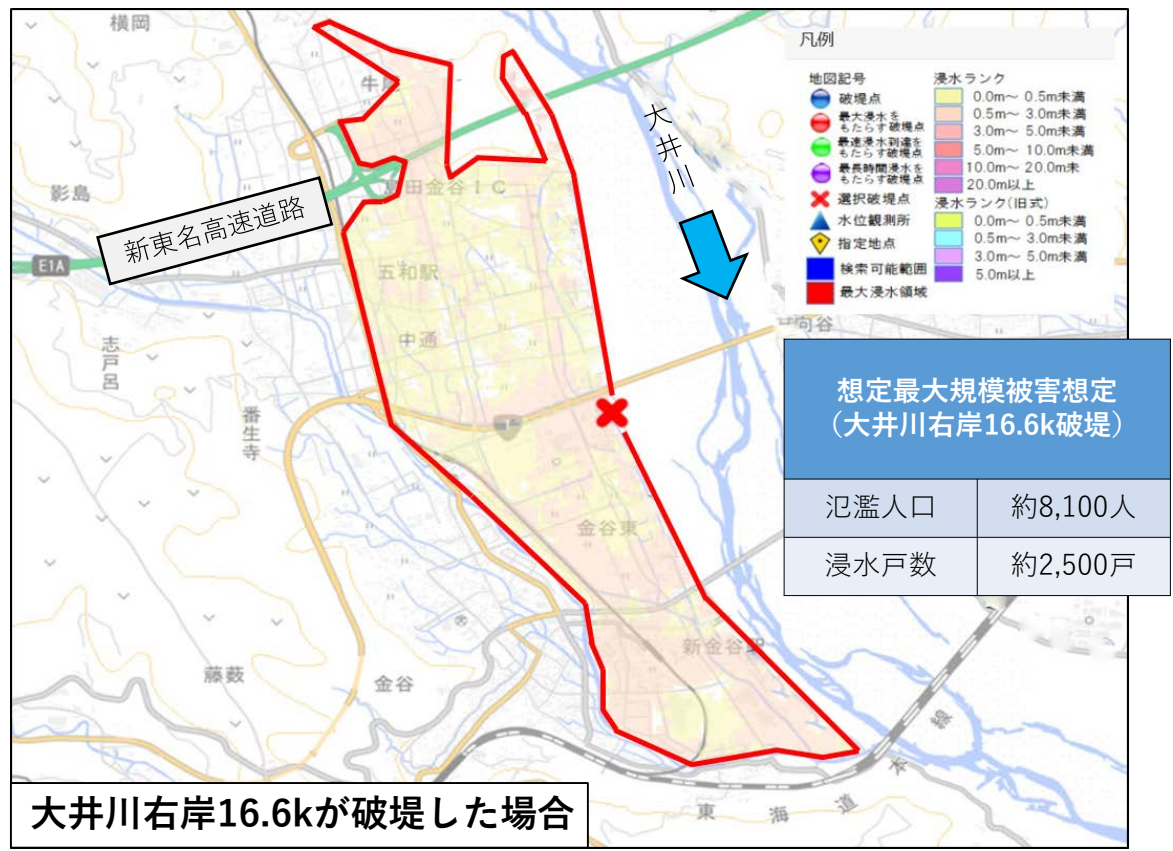 横岡
牛尾
大井川
影島
島田金谷IC
新東名高速道路
E1A
五和駅
中通
志戸呂
番生寺
1
金谷東
新金谷駅
藤薮
金谷
東海道本線
凡例
地図記号
破堤点
最大浸水を
もたらす破堤点
最速浸水到達を
もたらす破堤点
最長時間浸水を
もたらす破堤点
選択破堤点
水位観測所
指定地点
検索可能範囲
最大浸水領域
浸水ランク
0.0m～ 0.5m未満
0.5m～ 3.0m未満
3.0m～ 5.0m未満
5.0m～ 10.0m未満
10.0m～ 20.0m未
20.0m以上
浸水ランク(旧式)
0.0m～ 0.5m未満
0.5m～ 3.0m未満
3.0m～ 5.0m未満
5.0m以上
向谷
想定最大規模被害想定
（大井川右岸16.6k破堤）
氾濫人口 約8,100人
浸水戸数 約2,500戸
大井川右岸16.6kが破堤した場合